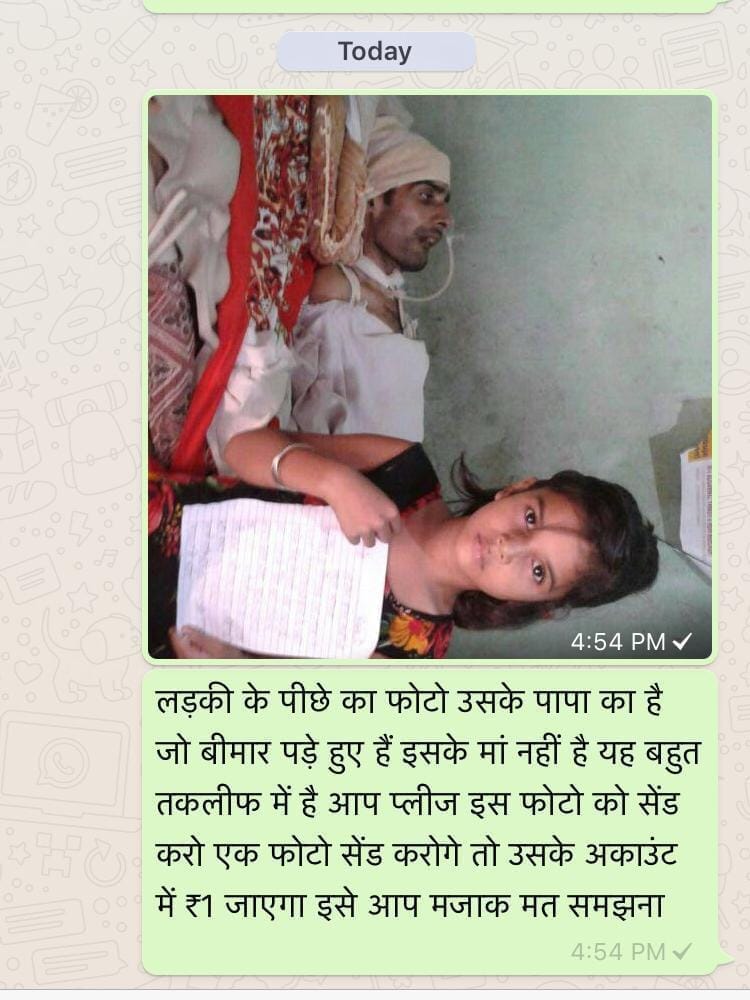 Today
4:54 PM
लड़की के पीछे का फोटो उसके पापा का है
जो बीमार पड़े हुए हैं इसके मां नहीं है यह बहुत
तकलीफ में है आप प्लीज इस फोटो को सेंड
करो एक फोटो सेंड करोगे तो उसके अकाउंट
में ₹1 जाएगा इसे आप मजाक मत समझना
4:54 PM